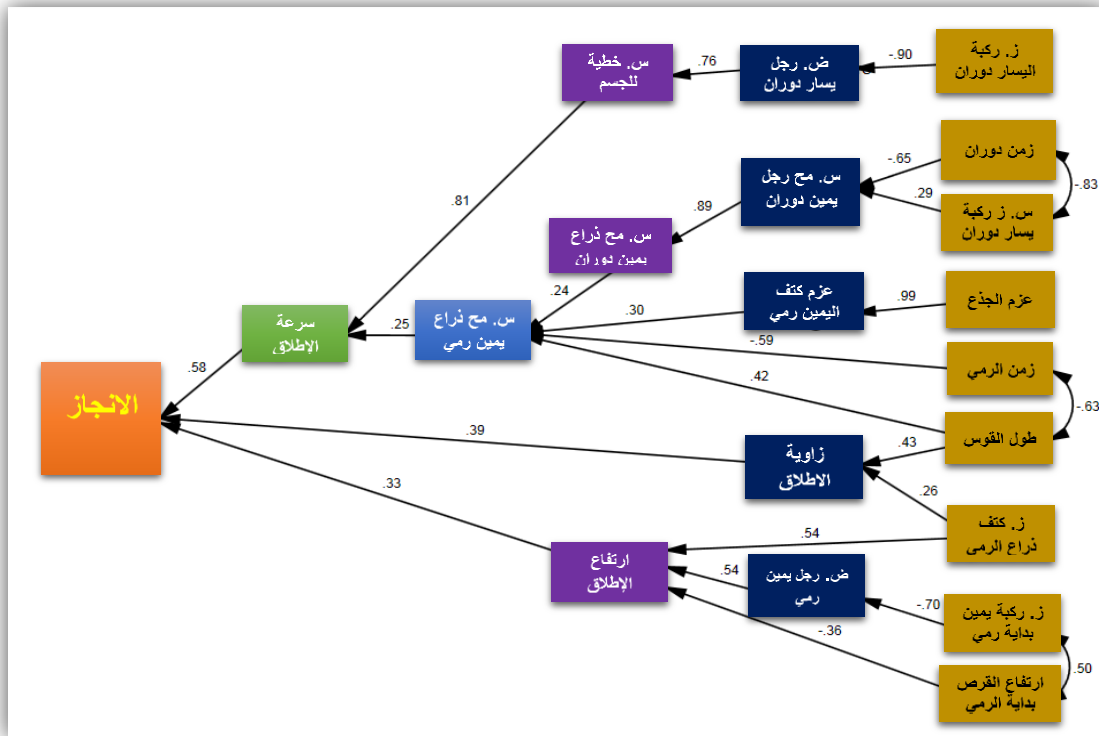 ز. ركبة
اليسار دوران
-.90
ض. رجل
يسار دوران
.76
س. خطية
للجسم
.81
زمن دوران
-.65
-.83
س. ز ركبة
يسار دوران
.29
س. مح رجل
يمين دوران
.89
س. مح ذراع
يمين دوران
.24
عزم الجذع
.99
عزم كتف
اليمين رمي
.30
س. مح ذراع
يمين رمي
.25
سرعة
الإطلاق
.58
الانجاز
زمن الرمي
-.59
-.63
طول القوس
.42
.43
زاوية
الاطلاق
.39
ز. كتف
ذراع الرمي
.26
.54
ارتفاع
الإطلاق
.33
ض. رجل يمين
رمي
.54
ز. ركبة يمين
بداية رمي
-.70
.50
ارتفاع القرص
بداية الرمي
-.36